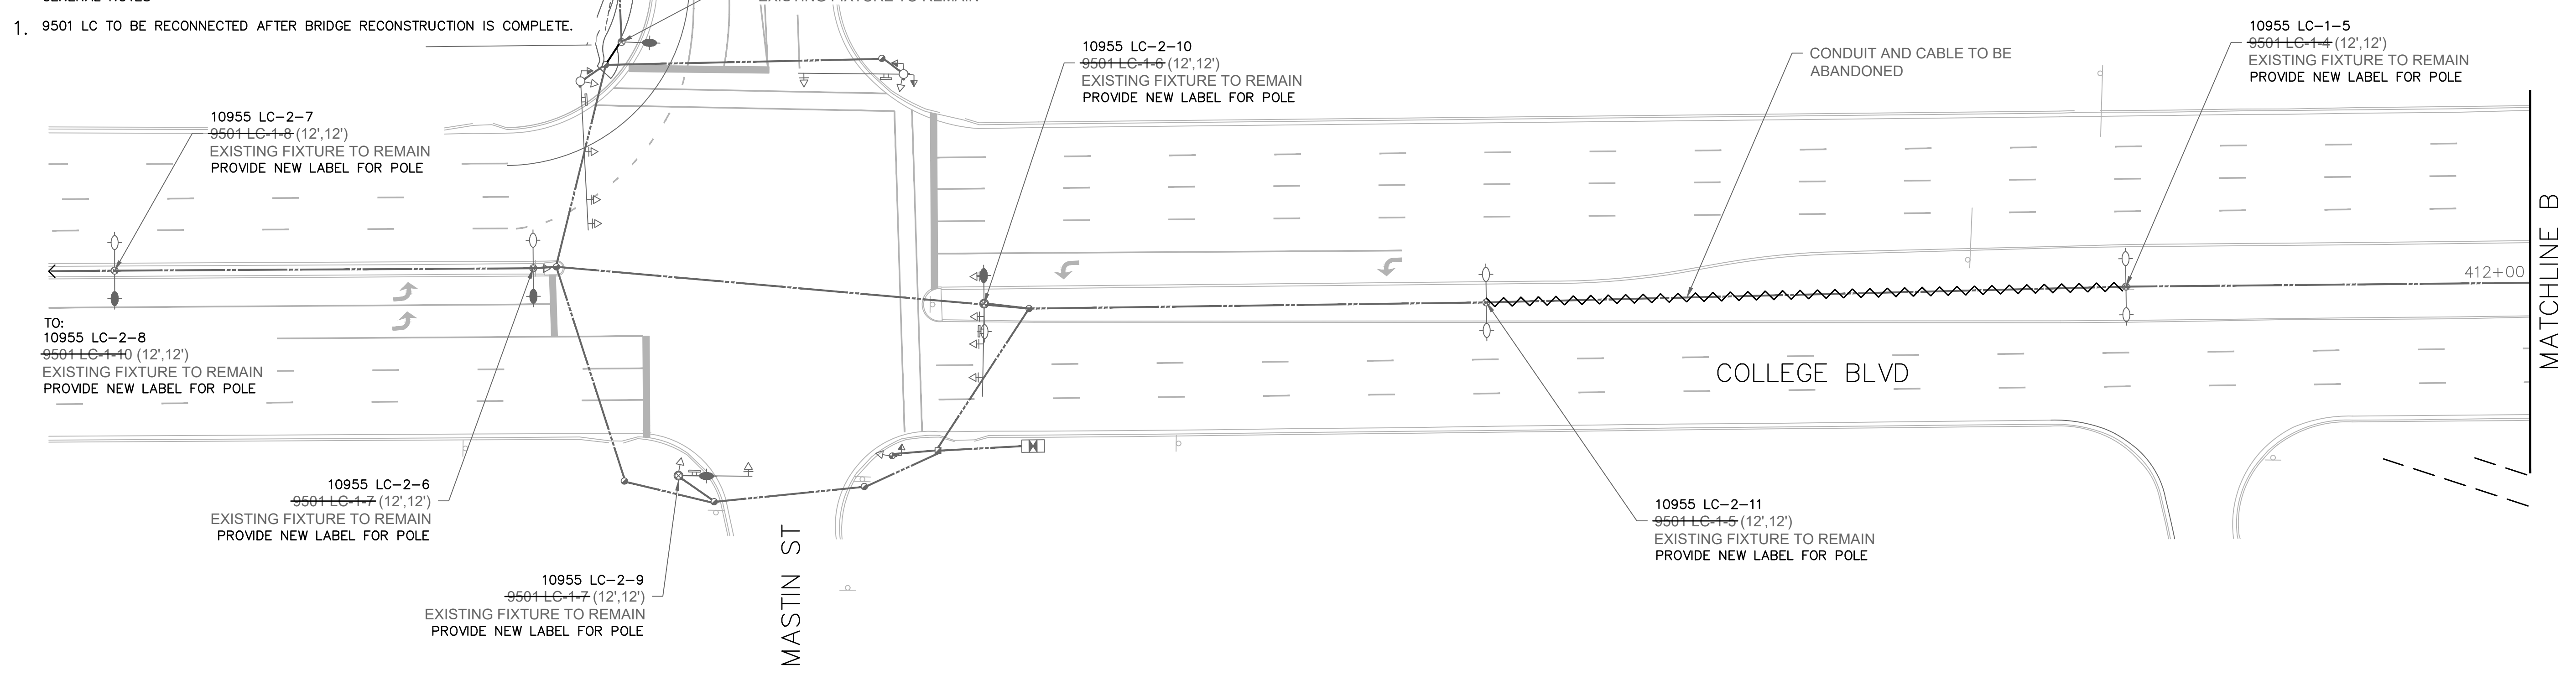 GENERAL NOTES
1. 9501 LC TO BE RECONNECTED AFTER BRIDGE RECONSTRUCTION IS COMPLETE.
EXISTING FIXTURE TO REMAIN
10955 LC-2-7
9501 LC-1-8 (12',12')
EXISTING FIXTURE TO REMAIN
PROVIDE NEW LABEL FOR POLE
10955 LC-2-10
9501 LC-1-6 (12',12')
EXISTING FIXTURE TO REMAIN
PROVIDE NEW LABEL FOR POLE
CONDUIT AND CABLE TO BE
ABANDONED
10955 LC-1-5
9501 LC-1-4 (12',12')
EXISTING FIXTURE TO REMAIN
PROVIDE NEW LABEL FOR POLE
MATCHLINE B
412+00
TO:
10955 LC-2-8
9501 LC-1-10 (12',12')
EXISTING FIXTURE TO REMAIN
PROVIDE NEW LABEL FOR POLE
COLLEGE BLVD
10955 LC-2-6
9501 LC-1-7 (12',12')
EXISTING FIXTURE TO REMAIN
PROVIDE NEW LABEL FOR POLE
10955 LC-2-11
9501 LC-1-5 (12',12')
EXISTING FIXTURE TO REMAIN
PROVIDE NEW LABEL FOR POLE
10955 LC-2-9
9501 LC-1-7 (12',12')
EXISTING FIXTURE TO REMAIN
PROVIDE NEW LABEL FOR POLE
MASTIN ST